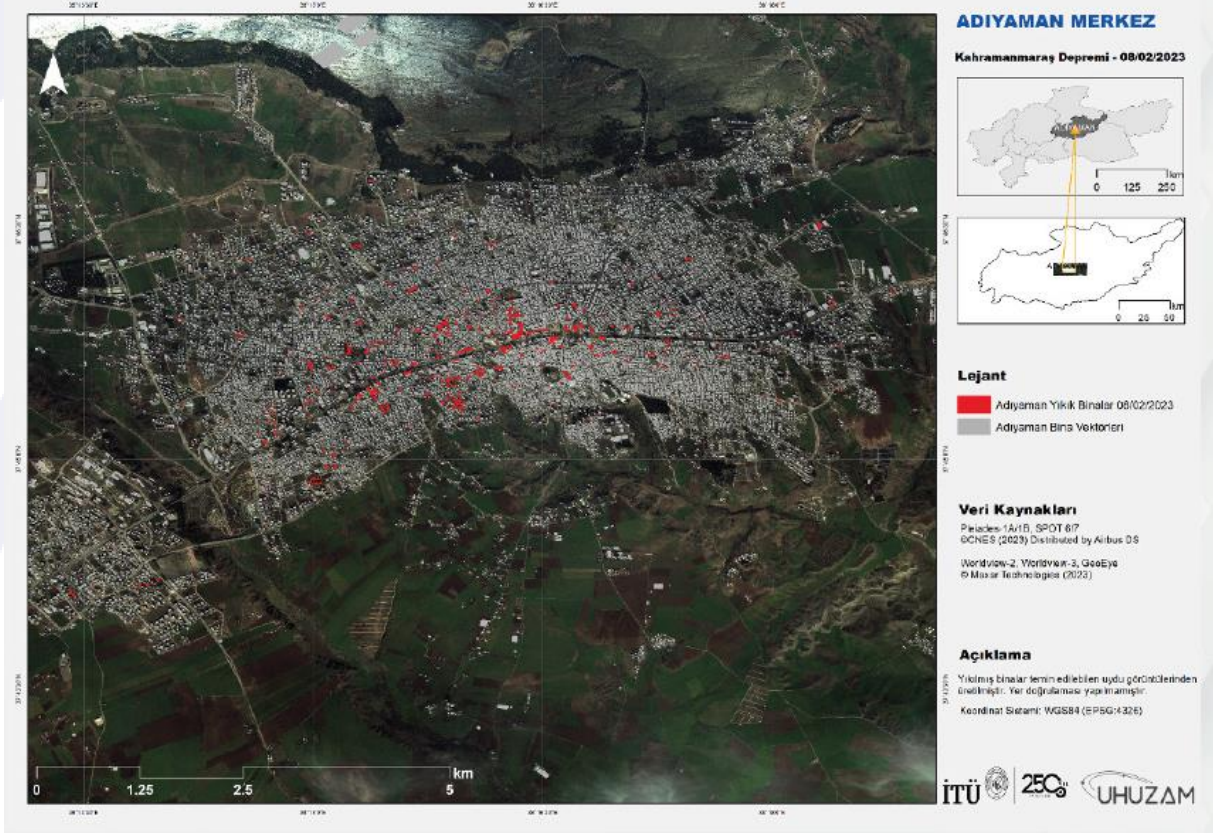 ADIYAMAN MERKEZ
Kahramanmaraş Depremi - 08/02/2023
ADIYAMAN
km
0 125 250
km
0 25 50
Lejant
Adıyaman Yıkık Binalar 08/02/2023
Adıyaman Bina Vektörleri
Veri Kaynakları
Pleiades-1A/1B, SPOT 6/7
©CNES (2023) Distributed by Airbus DS
Worldview-2, Worldview-3, GeoEye
© Maxar Technologies (2023)
Açıklama
Yıkılmış binalar temin edilebilen uydu görüntülerinden
üretilmiştir. Yer doğrulaması yapılmamıştır.
Koordinat Sistemi: WGS84 (EPSG:4326)
km
0 1.25 2.5 5
İTÜ 250 UHUZAM